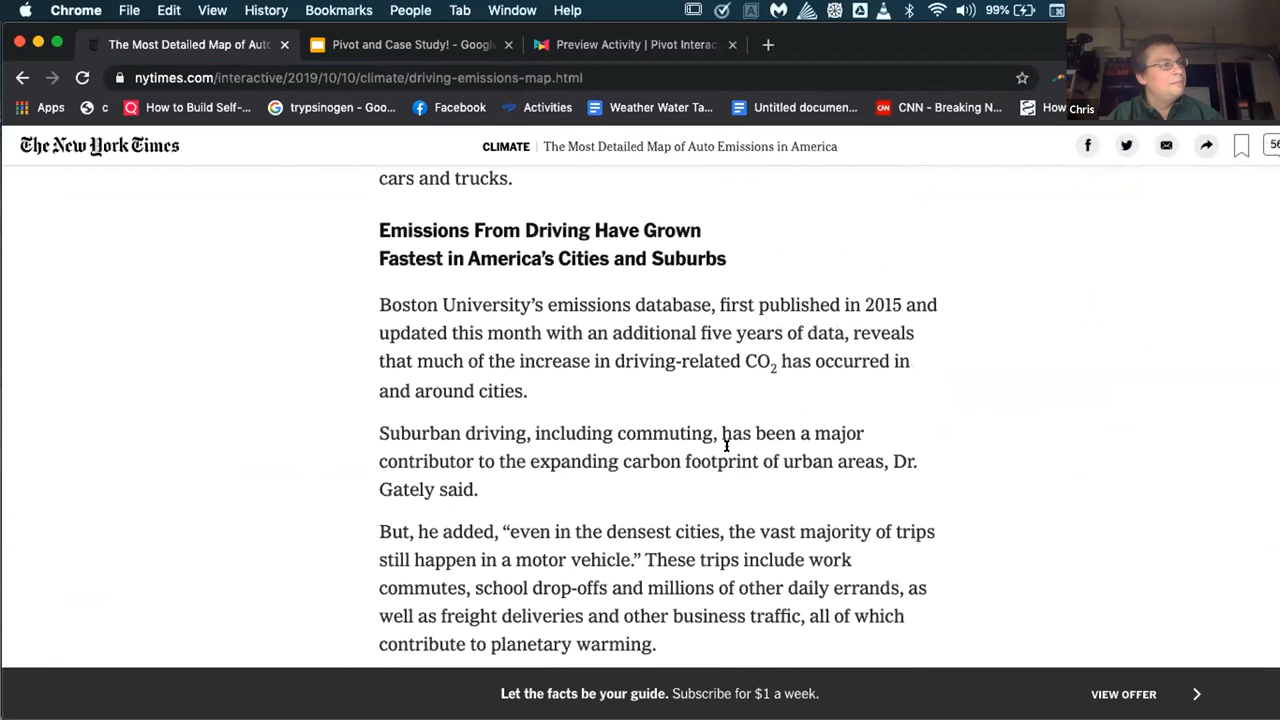 Chrome File Edit View History Bookmarks People Tab Window Help 99%
The Most Detailed Map of Auto Pivot and Case Study! - Googl Preview Activity | Pivot Interac
nytimes.com/interactive/2019/10/10/climate/driving-emissions-map.html
Apps c How to Build Self-... trypsinogen - Goo... Facebook Activities Weather Water Ta... Untitled documen... CNN - Breaking N... How
Chris
The New York Times CLIMATE The Most Detailed Map of Auto Emissions in America 56
cars and trucks.
Emissions From Driving Have Grown
Fastest in America's Cities and Suburbs
Boston University's emissions database, first published in 2015 and
updated this month with an additional five years of data, reveals
that much of the increase in driving-related CO₂ has occurred in
and around cities.
Suburban driving, including commuting, has been a major
contributor to the expanding carbon footprint of urban areas, Dr.
Gately said.
But, he added, “even in the densest cities, the vast majority of trips
still happen in a motor vehicle.” These trips include work
commutes, school drop-offs and millions of other daily errands, as
well as freight deliveries and other business traffic, all of which
contribute to planetary warming.
Let the facts be your guide. Subscribe for $1 a week. VIEW OFFER